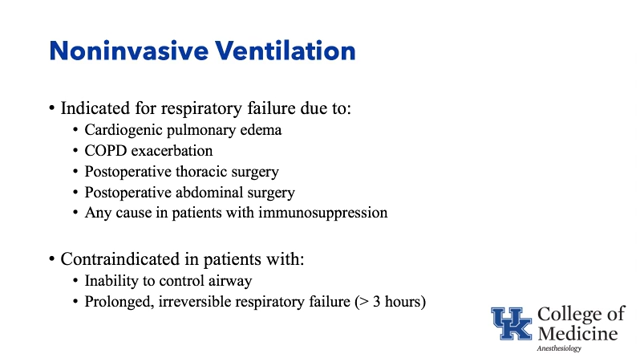 Noninvasive Ventilation
• Indicated for respiratory failure due to:
• Cardiogenic pulmonary edema
• COPD exacerbation
• Postoperative thoracic surgery
• Postoperative abdominal surgery
• Any cause in patients with immunosuppression
• Contraindicated in patients with:
• Inability to control airway
• Prolonged, irreversible respiratory failure (> 3 hours)
UK
College of
Medicine
Anesthesiology